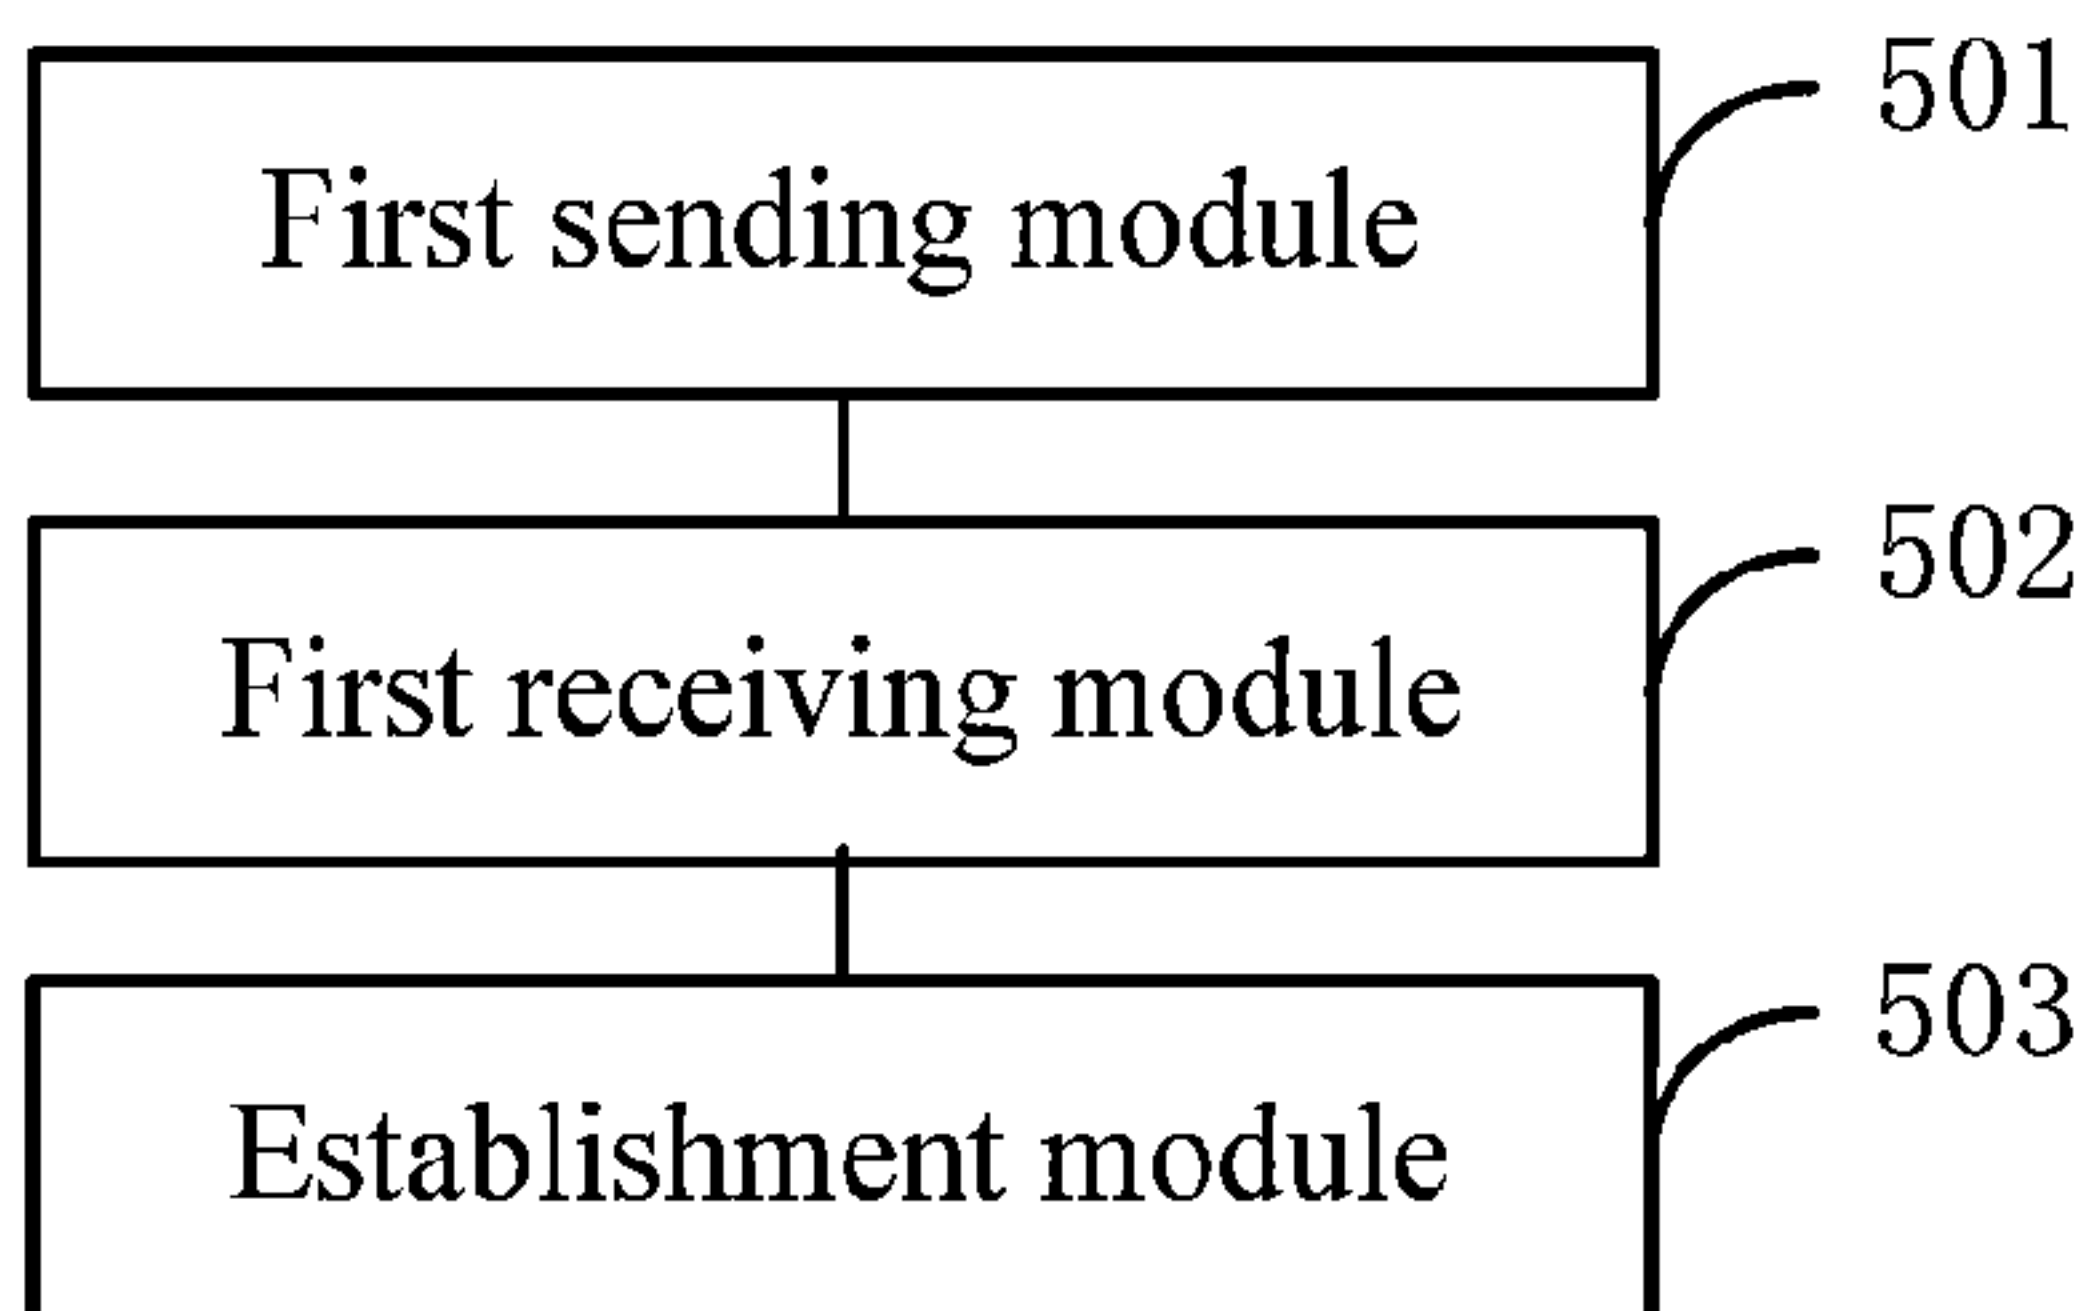 501
First sending module
502
First receiving module
503
Establishment module